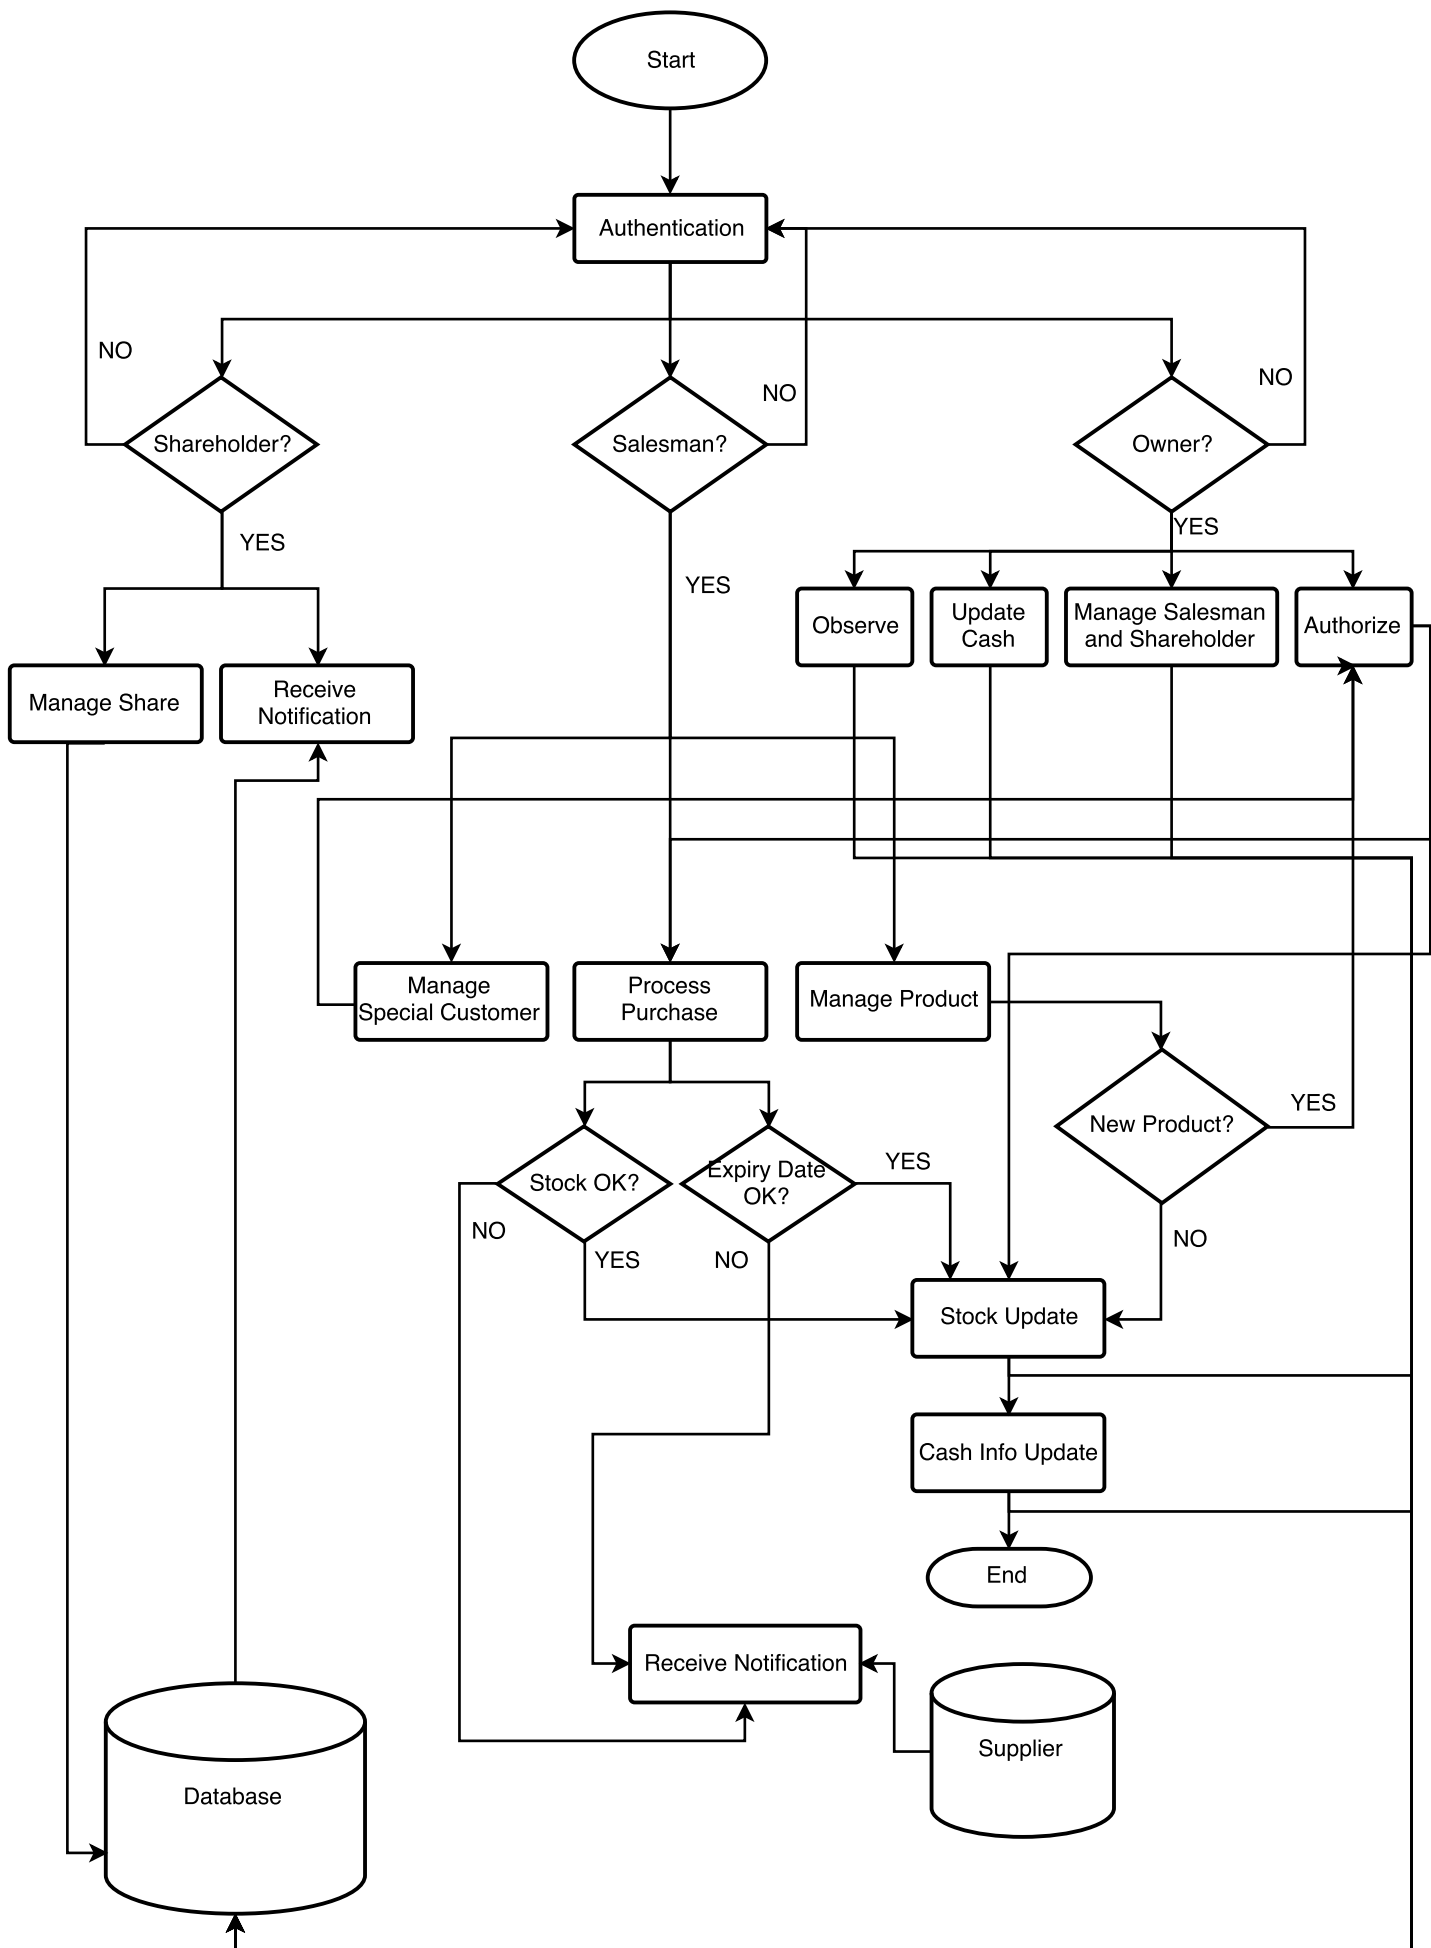 Start
Authentication
NO
NO
NO
Shareholder?
Salesman?
Owner?
YES
YES
YES
Observe
Update
Cash
Manage Salesman
and Shareholder
Authorize
Manage Share
Receive
Notification
Manage
Special Customer
Process
Purchase
Manage Product
New Product?
YES
Stock OK?
Expiry Date
OK?
YES
NO
YES
NO
NO
Stock Update
Cash Info Update
End
Receive Notification
Supplier
Database